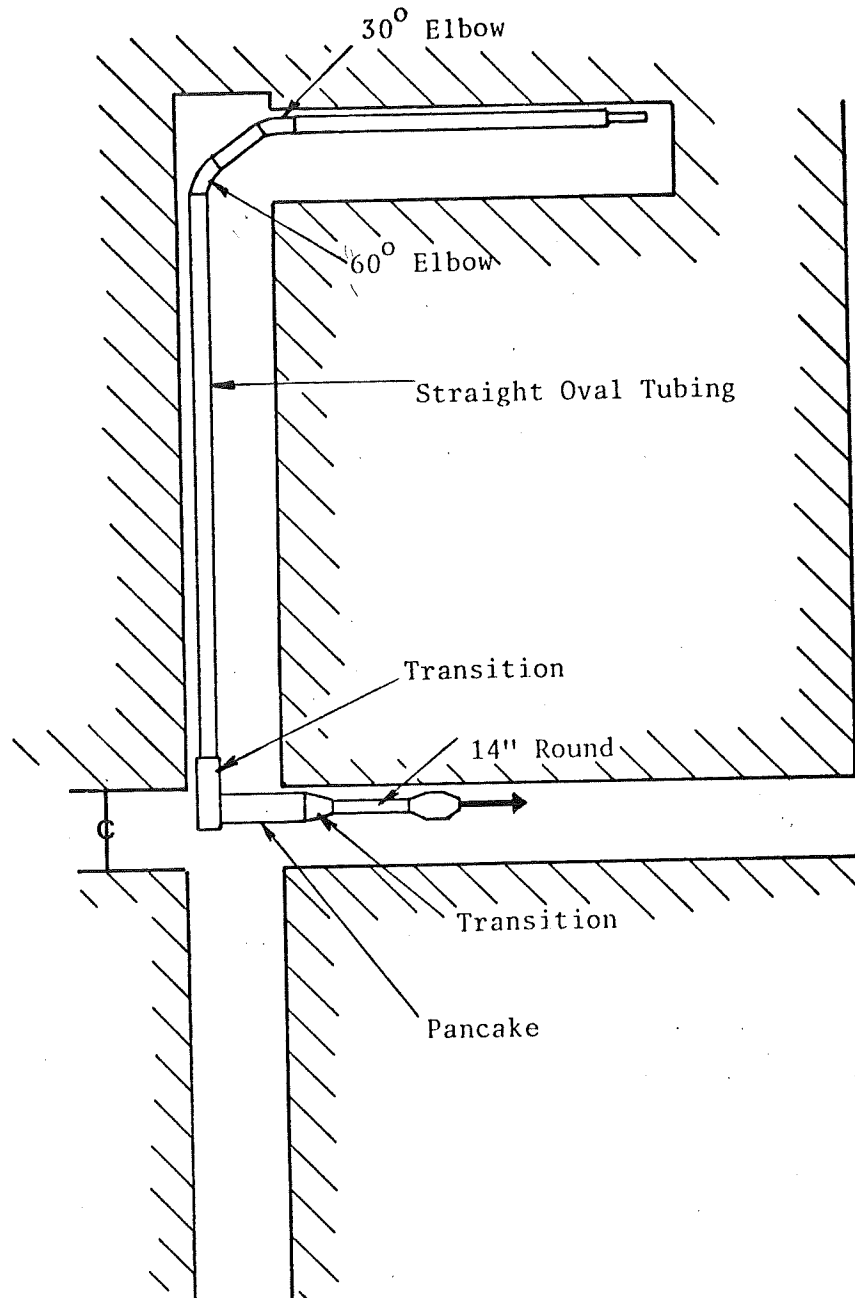 30° Elbow
60° Elbow
Straight Oval Tubing
Transition
14" Round
C
Transition
Pancake